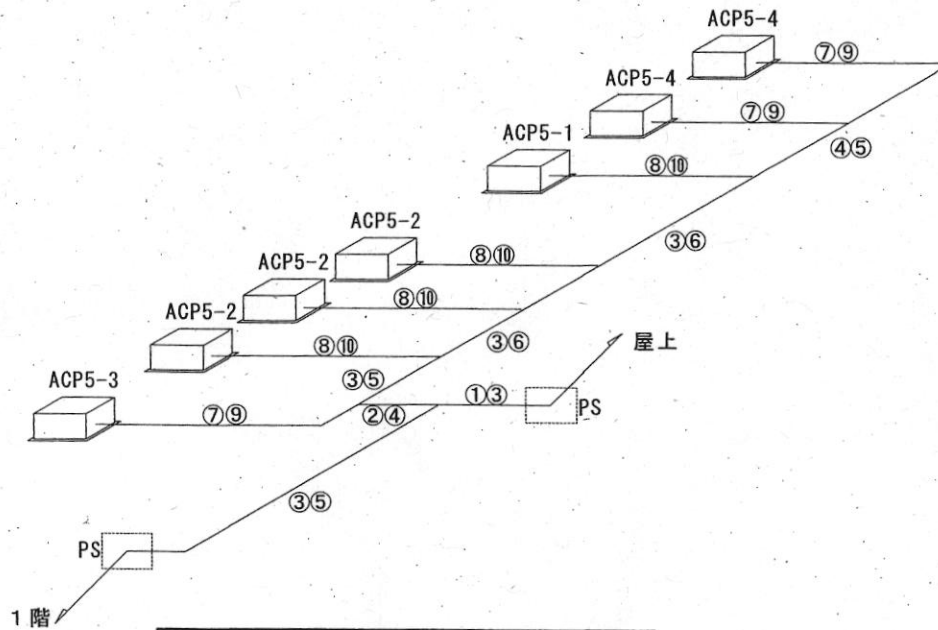 ACP5-4
⑦⑨
ACP5-4
⑦⑨
ACP5-1
④⑤
⑧⑩
③⑥
ACP5-2
⑧⑩
ACP5-2
⑧⑩
ACP5-2
③⑥
屋上
⑧⑩
ACP5-3
③⑤
①③
PS
⑦⑨
②④
③⑤
PS
1階